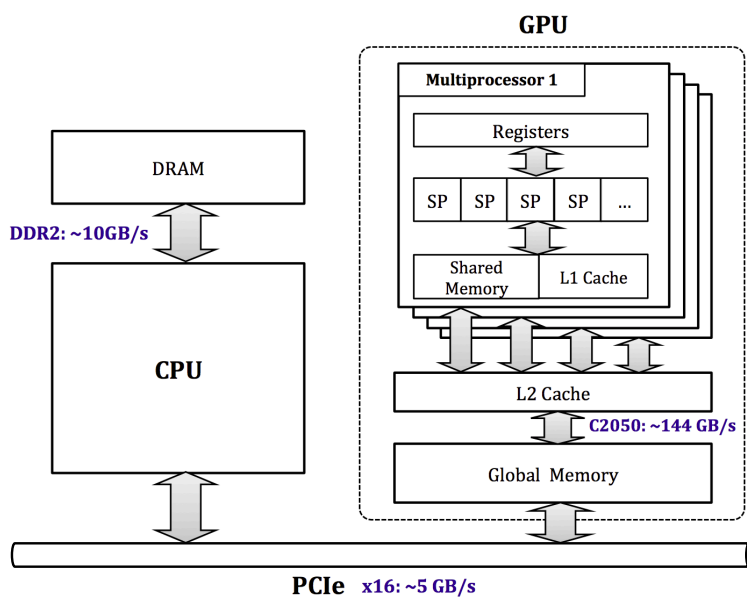 GPU
Multiprocessor 1
Registers
SP SP SP SP ...
Shared
Memory
L1 Cache
DRAM
DDR2: ~10GB/s
CPU
L2 Cache
C2050: ~144 GB/s
Global Memory
PCIe x16: ~5 GB/s